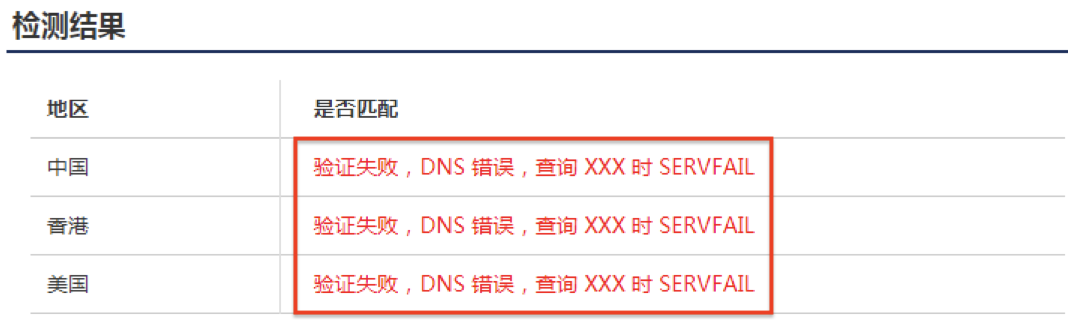 检测结果
地区 是否匹配
中国 验证失败，DNS 错误，查询 XXX 时 SERVFAIL
香港 验证失败，DNS 错误，查询 XXX 时 SERVFAIL
美国 验证失败，DNS 错误，查询 XXX 时 SERVFAIL